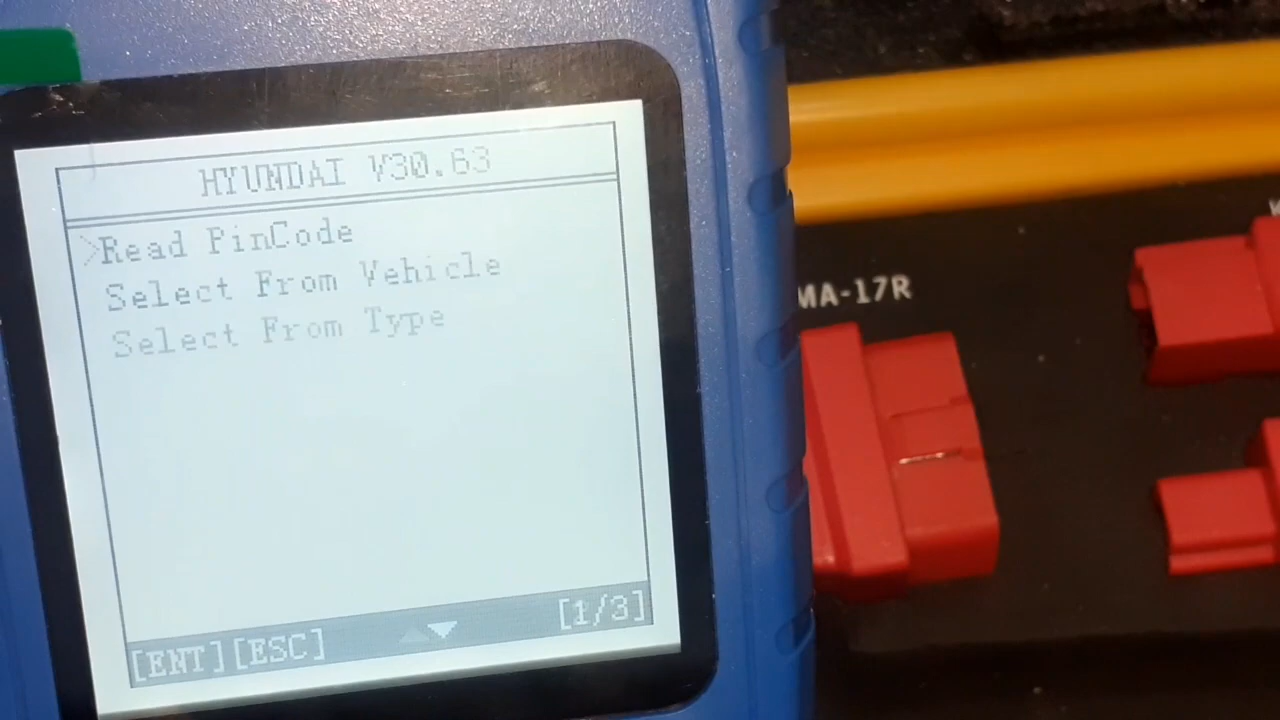 HYUNDAI V30.63
>Read PinCode
Select From Vehicle
Select From Type
[ENT][ESC]
[1/3]
MA-17R